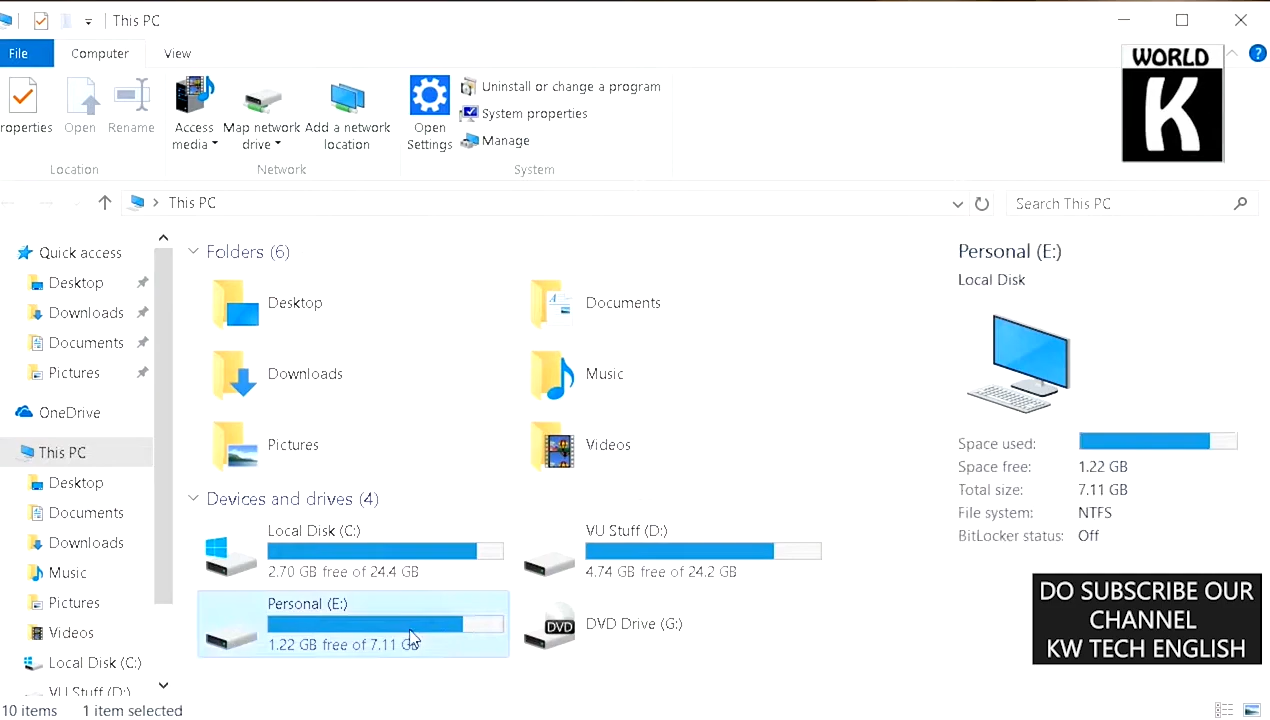 This PC
File
Computer
View
WORLD
K
roperties
Open
Rename
Access media
Map network drive
Add a network location
Open Settings
Uninstall or change a program
System properties
Manage
Location
Network
System
This PC
Search This PC
Quick access
Desktop
Downloads
Documents
Pictures
OneDrive
This PC
Desktop
Documents
Downloads
Music
Pictures
Videos
Local Disk (C:)
VU Stuff (D:)
Folders (6)
Desktop
Documents
Downloads
Music
Pictures
Videos
Devices and drives (4)
Local Disk (C:)
2.70 GB free of 24.4 GB
VU Stuff (D:)
4.74 GB free of 24.2 GB
Personal (E:)
1.22 GB free of 7.11 GB
DVD
DVD Drive (G:)
Personal (E:)
Local Disk
Space used:
Space free: 1.22 GB
Total size: 7.11 GB
File system: NTFS
BitLocker status: Off
DO SUBSCRIBE OUR
CHANNEL
KW TECH ENGLISH
10 items 1 item selected